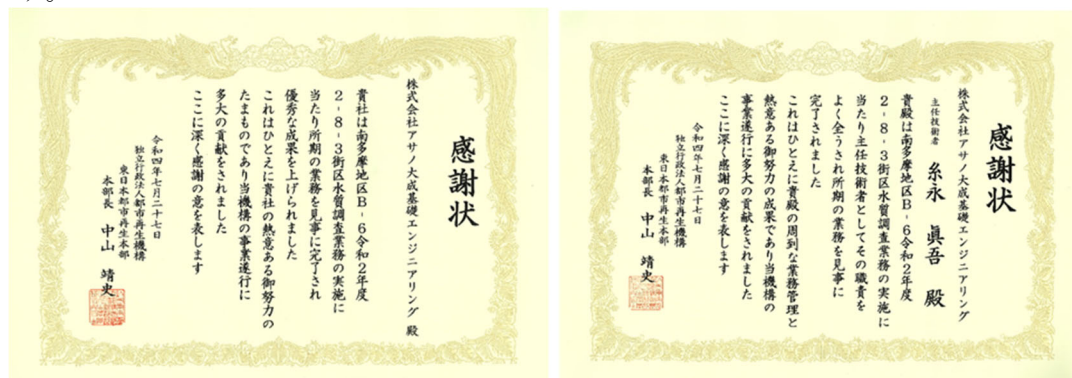 感謝状
株式会社アサノ大成基礎エンジニアリング 殿
貴社は南多摩地区B-6令和2年度
2-8-3街区水質調査業務の実施に
当たり所期の業務を見事に完了され
優秀な成果を上げられました
これはひとえに貴社の熱意ある御努力の
たまものであり当機構の事業遂行に
多大の貢献をされました
ここに深く感謝の意を表します
令和四年七月二十七日
独立行政法人都市再生機構
東日本都市再生本部
本部長 中山 靖史
感謝状
株式会社アサノ大成基礎エンジニアリング
主任技術者 糸永 眞吾 殿
貴殿は南多摩地区B-6令和2年度
2-8-3街区水質調査業務の実施に
当たり主任技術者としてその職責を
よく全うされ所期の業務を見事に
完了されました
これはひとえに貴殿の周到な業務管理と
熱意ある御努力の成果であり当機構の
事業遂行に多大の貢献をされました
ここに深く感謝の意を表します
令和四年七月二十七日
独立行政法人都市再生機構
東日本都市再生本部
本部長 中山 靖史